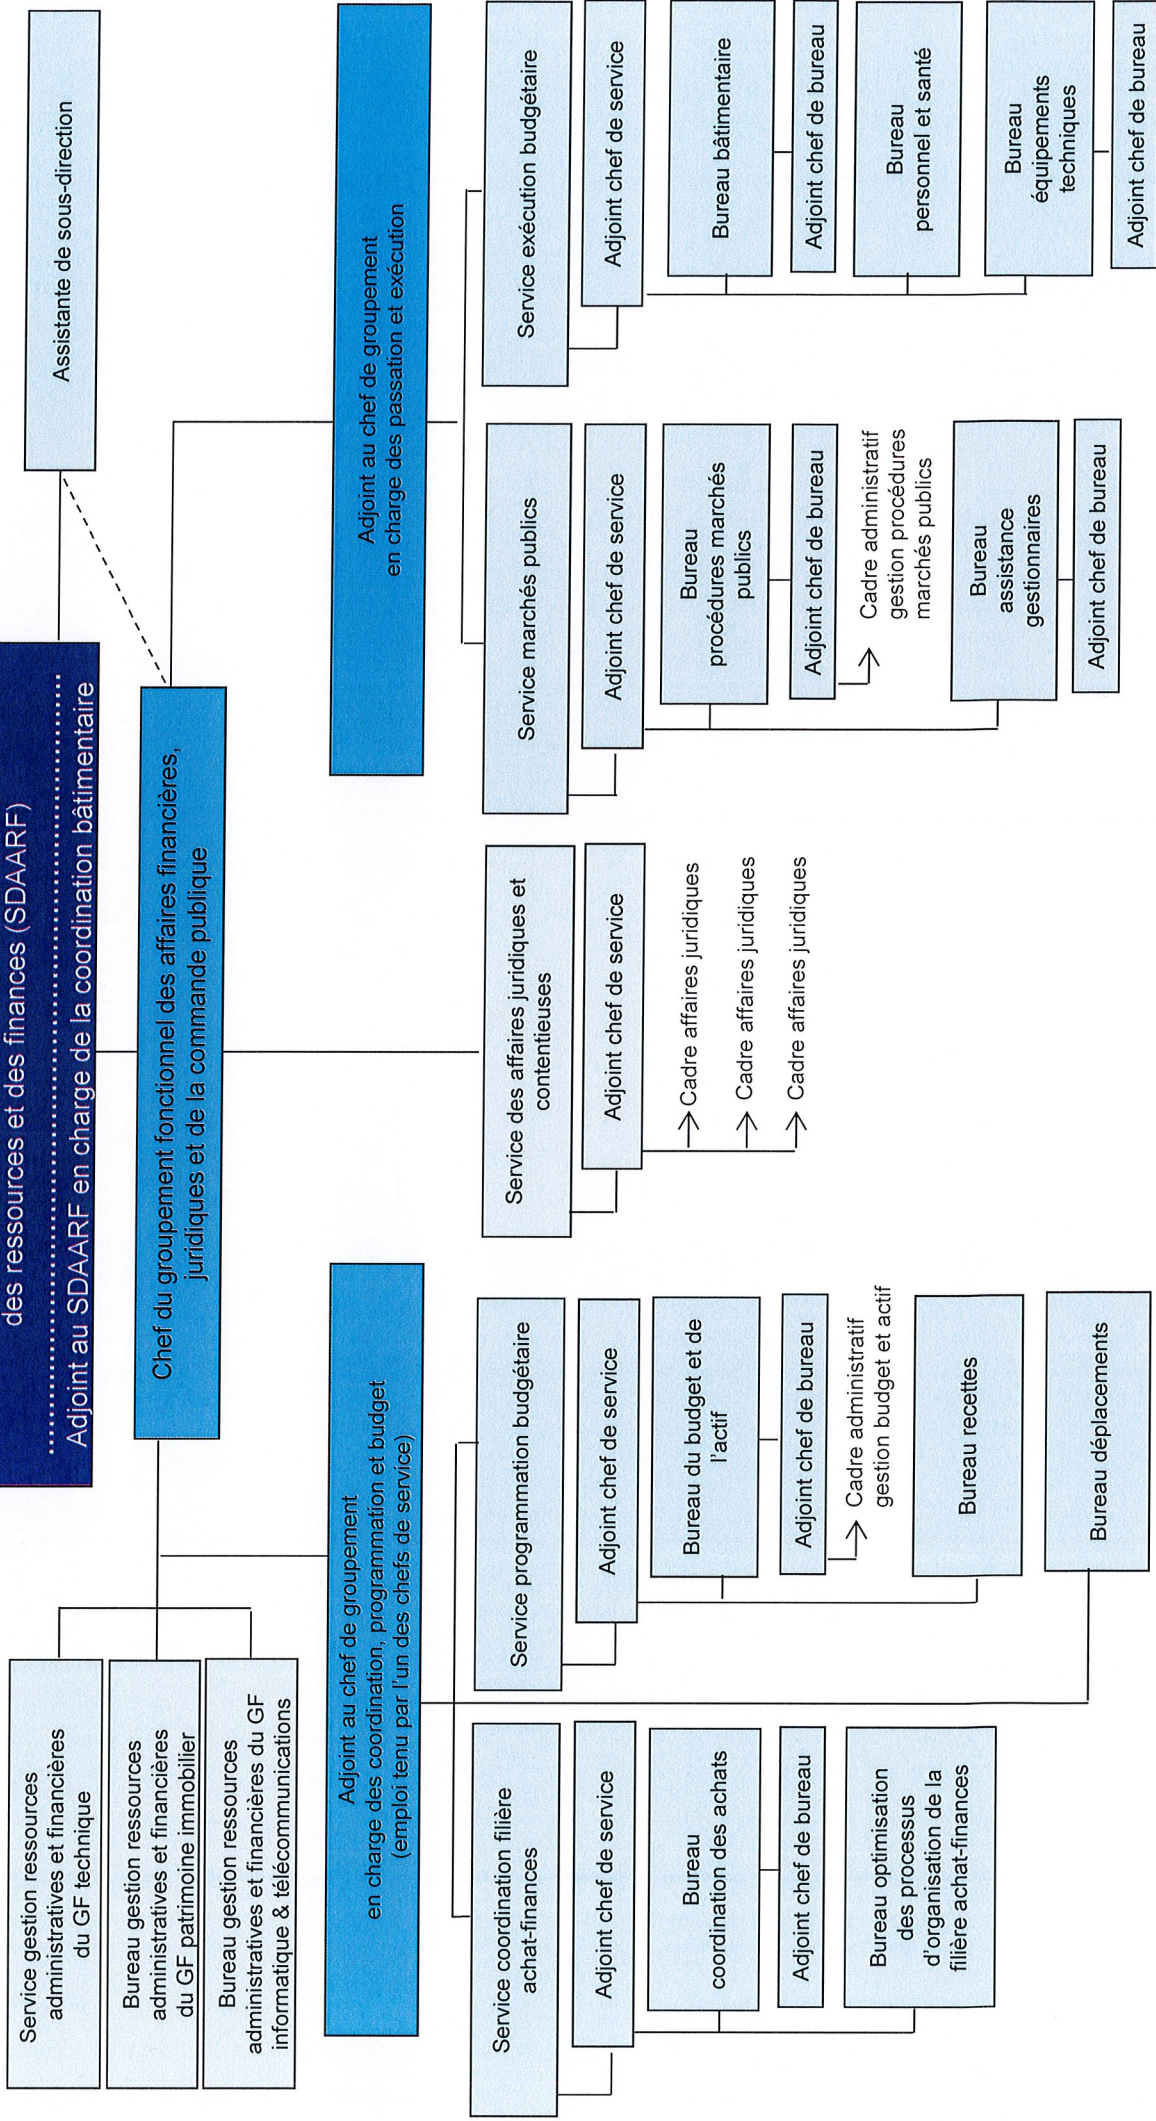 des ressources et des finances (SDAARF)
Adjoint au SDAARF en charge de la coordination bâtimentaire
Assistante de sous-direction
Chef du groupement fonctionnel des affaires financières,
juridiques et de la commande publique
Service gestion ressources
administratives et financières
du GF technique
Bureau gestion ressources
administratives et financières
du GF patrimoine immobilier
Bureau gestion ressources
administratives et financières du GF
informatique & télécommunications
Adjoint au chef de groupement
en charge des coordination, programmation et budget
(emploi tenu par l'un des chefs de service)
Adjoint au chef de groupement
en charge des passation et exécution
Service coordination filière
achat-finances
Adjoint chef de service
Bureau
coordination des achats
Adjoint chef de bureau
Bureau optimisation
des processus
d'organisation de la
filière achat-finances
Service programmation budgétaire
Adjoint chef de service
Bureau du budget et de
l'actif
Adjoint chef de bureau
Cadre administratif
gestion budget et actif
Bureau recettes
Bureau déplacements
Service des affaires juridiques et
contentieuses
Adjoint chef de service
Cadre affaires juridiques
Cadre affaires juridiques
Cadre affaires juridiques
Service marchés publics
Adjoint chef de service
Bureau
procédures marchés
publics
Adjoint chef de bureau
Cadre administratif
gestion procédures
marchés publics
Bureau
assistance
gestionnaires
Adjoint chef de bureau
Service exécution budgétaire
Adjoint chef de service
Bureau bâtimentaire
Adjoint chef de bureau
Bureau
personnel et santé
Bureau
équipements
techniques
Adjoint chef de bureau